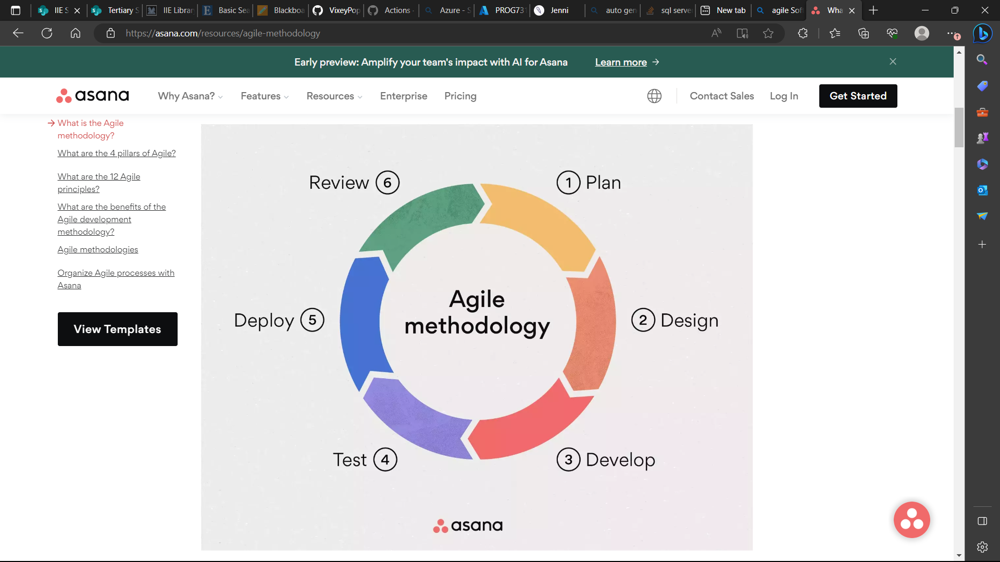 IIE S
Tertiary S
IIE Librar
Basic Sea
Blackboa
VixeyPop
Actions
Azure - S
PROG731
Jenni
auto gen
sql server
New tab
agile Sof
Wha
https://asana.com/resources/agile-methodology
Early preview: Amplify your team's impact with AI for Asana Learn more →
asana
Why Asana?
Features
Resources
Enterprise
Pricing
Contact Sales
Log In
Get Started
→ What is the Agile
methodology?
What are the 4 pillars of Agile?
What are the 12 Agile
principles?
What are the benefits of the
Agile development
methodology?
Agile methodologies
Organize Agile processes with
Asana
View Templates
Review 6
1 Plan
Deploy 5
Agile
methodology
2 Design
Test 4
3 Develop
asana